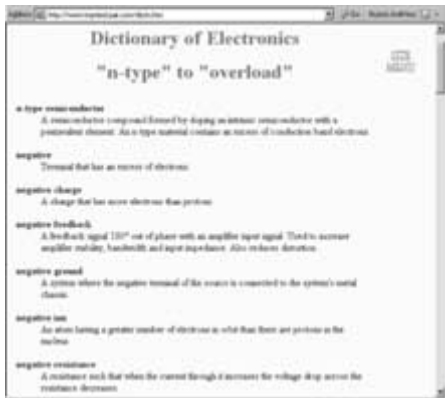 Address
Dictionary of Electronics
"n-type" to "overload"
n-type semiconductor
A semiconductor compound formed by doping an intrinsic semiconductor with a
pentavalent element. An n-type material contains an excess of conduction band electrons.
negative
Terminal that has an excess of electrons.
negative charge
A charge that has more electrons than protons.
negative feedback
A feedback signal 180° out of phase with an amplifier input signal. Used to increase
amplifier stability, bandwidth and input impedance. Also reduces distortion.
negative ground
A system where the negative terminal of the source is connected to the system's metal
chassis.
negative ion
An atom having a greater number of electrons in orbit than there are protons in the
nucleus.
negative resistance
A resistance such that when the current through it increases the voltage drop across the
resistance decreases.